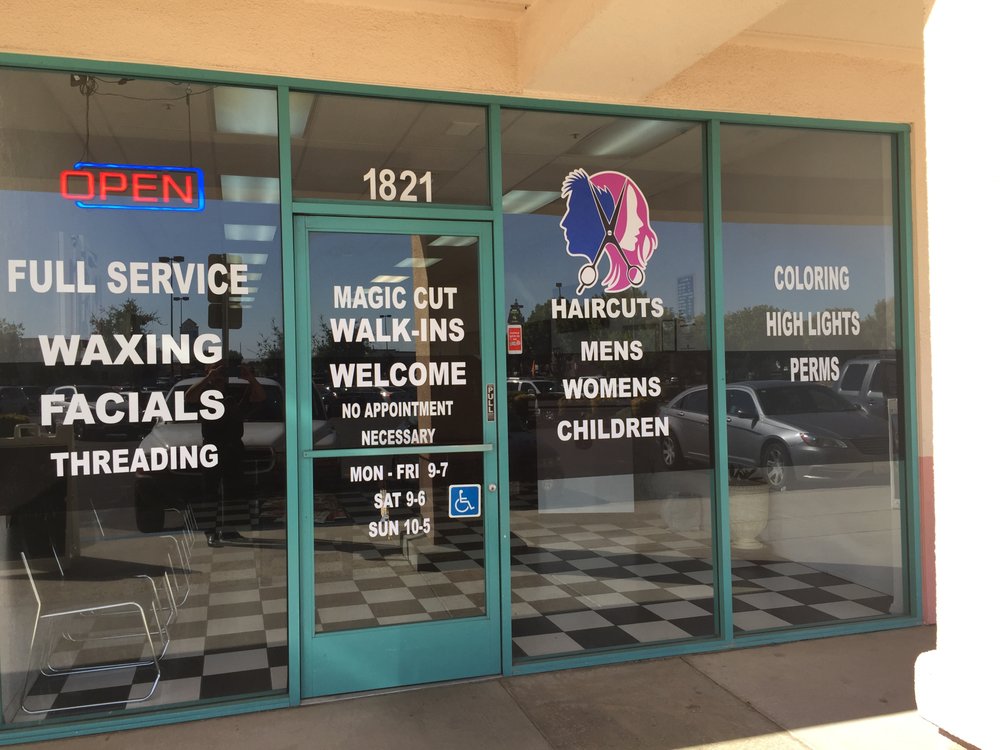 OPEN
FULL SERVICE
WAXING
FACIALS
THREADING
1821
MAGIC CUT
WALK-INS
WELCOME
NO APPOINTMENT
NECESSARY
MON - FRI 9-7
SAT 9-6
SUN 10-5
PULL
HAIRCUTS
MENS
WOMENS
CHILDREN
COLORING
HIGH LIGHTS
PERMS